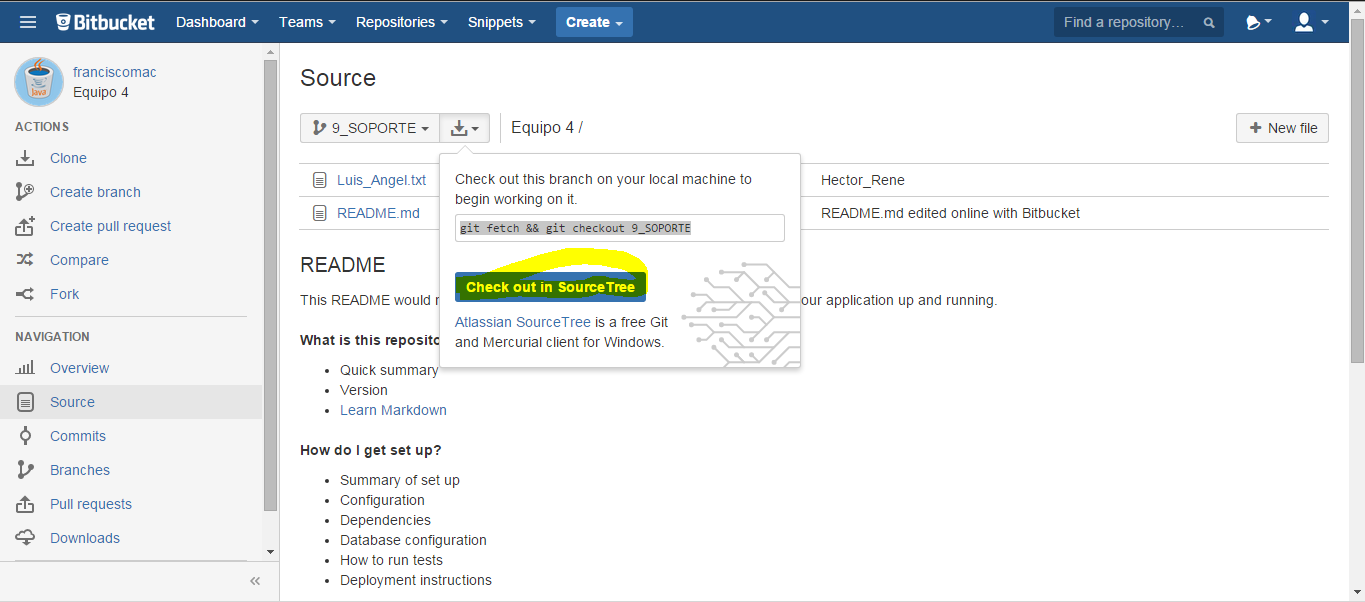 Bitbucket Dashboard Teams Repositories Snippets Create Find a repository...
franciscomac
Equipo 4
Java
ACTIONS
Clone
Create branch
Create pull request
Compare
Fork
NAVIGATION
Overview
Source
Commits
Branches
Pull requests
Downloads
Source
9_SOPERTE Equipo 4 / New file
Luis_Angel.txt Hector_Rene
README.md README.md edited online with Bitbucket
Check out this branch on your local machine to
begin working on it.
git fetch && git checkout 9_SOPORTE
Check out in SourceTree
Atlassian SourceTree is a free Git
and Mercurial client for Windows.
README
This README would our application up and running.
What is this
Quick summary
Version
Learn Markdown
How do I get set up?
Summary of set up
Configuration
Dependencies
Database configuration
How to run tests
Deployment instructions